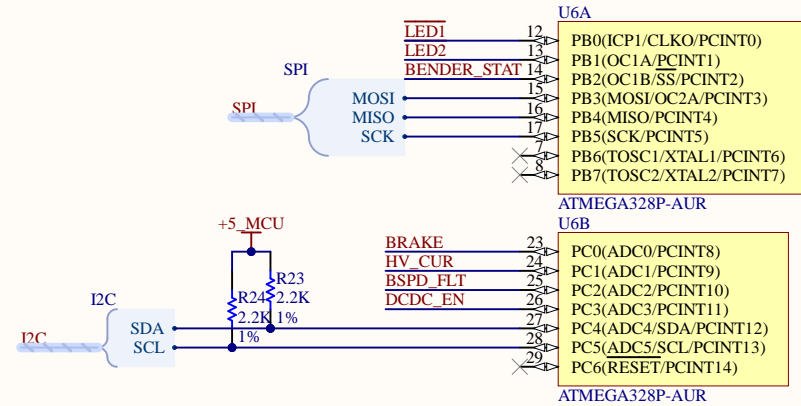 U6A
LED1 12 PB0(ICP1/CLKO/PCINT0)
LED2 13 PB1(OC1A/PCINT1)
SPI BENDER_STAT 14 PB2(OC1B/SS/PCINT2)
MOSI 15 PB3(MOSI/OC2A/PCINT3)
SPI MISO 16 PB4(MISO/PCINT4)
SCK 17 PB5(SCK/PCINT5)
7 PB6(TOSC1/XTAL1/PCINT6)
8 PB7(TOSC2/XTAL2/PCINT7)
ATMEGA328P-AUR
+5_MCU U6B
BRAKE 23 PC0(ADC0/PCINT8)
HV_CUR 24 PC1(ADC1/PCINT9)
R23 BSPD_FLT 25 PC2(ADC2/PCINT10)
I2C R24 2.2K DCDC_EN 26 PC3(ADC3/PCINT11)
SDA 2.2K 1% 27 PC4(ADC4/SDA/PCINT12)
I2C SCL 1% 28 PC5(ADC5/SCL/PCINT13)
29 PC6(RESET/PCINT14)
ATMEGA328P-AUR